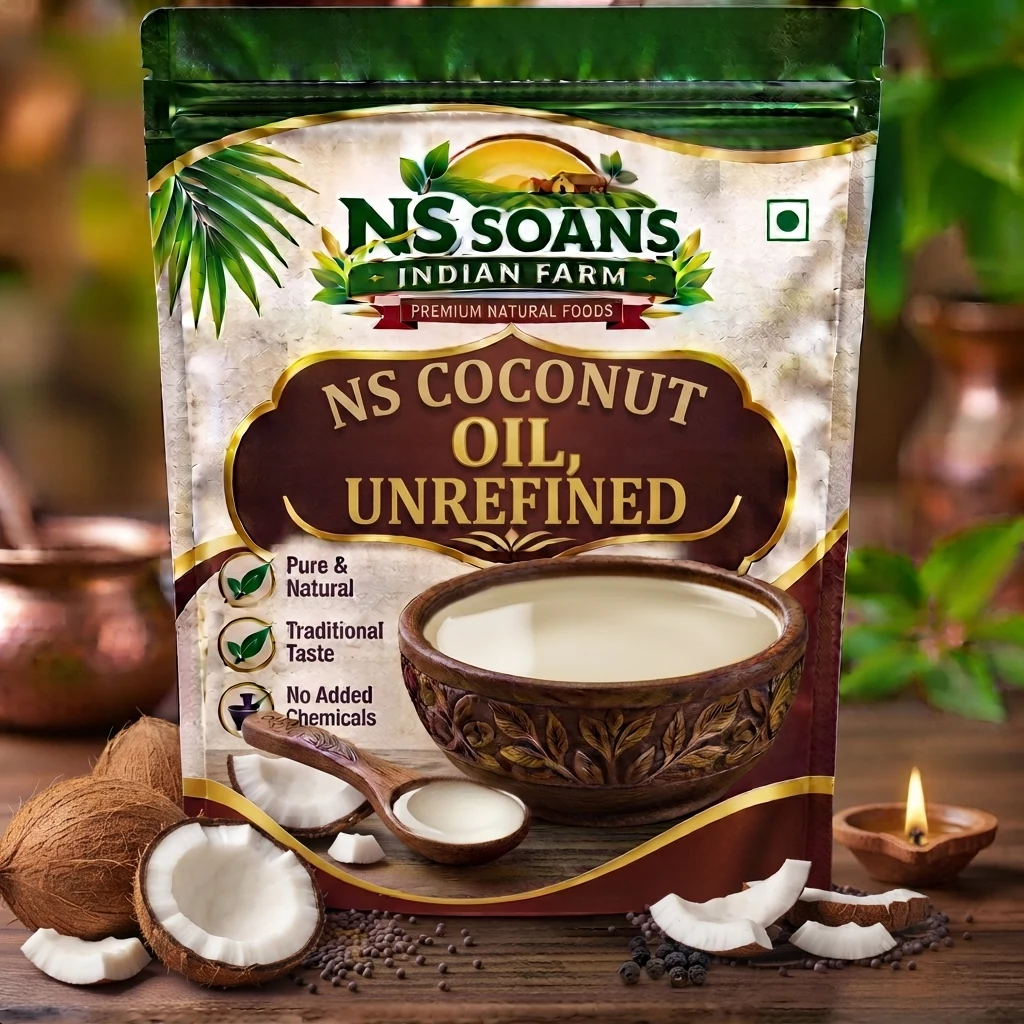 NS SOANS
INDIAN FARM
PREMIUM NATURAL FOODS
NS COCONUT
OIL,
UNREFINED
Pure &
Natural
Traditional
Taste
No Added
Chemicals